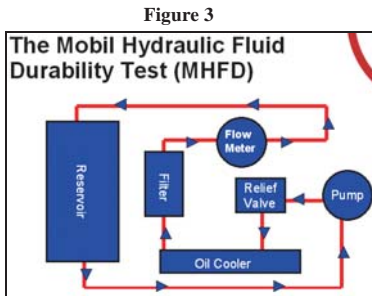 Figure 3
The Mobil Hydraulic Fluid
Durability Test (MHFD)
Reservoir
Filter
Flow
Meter
Relief
Valve
Pump
Oil Cooler